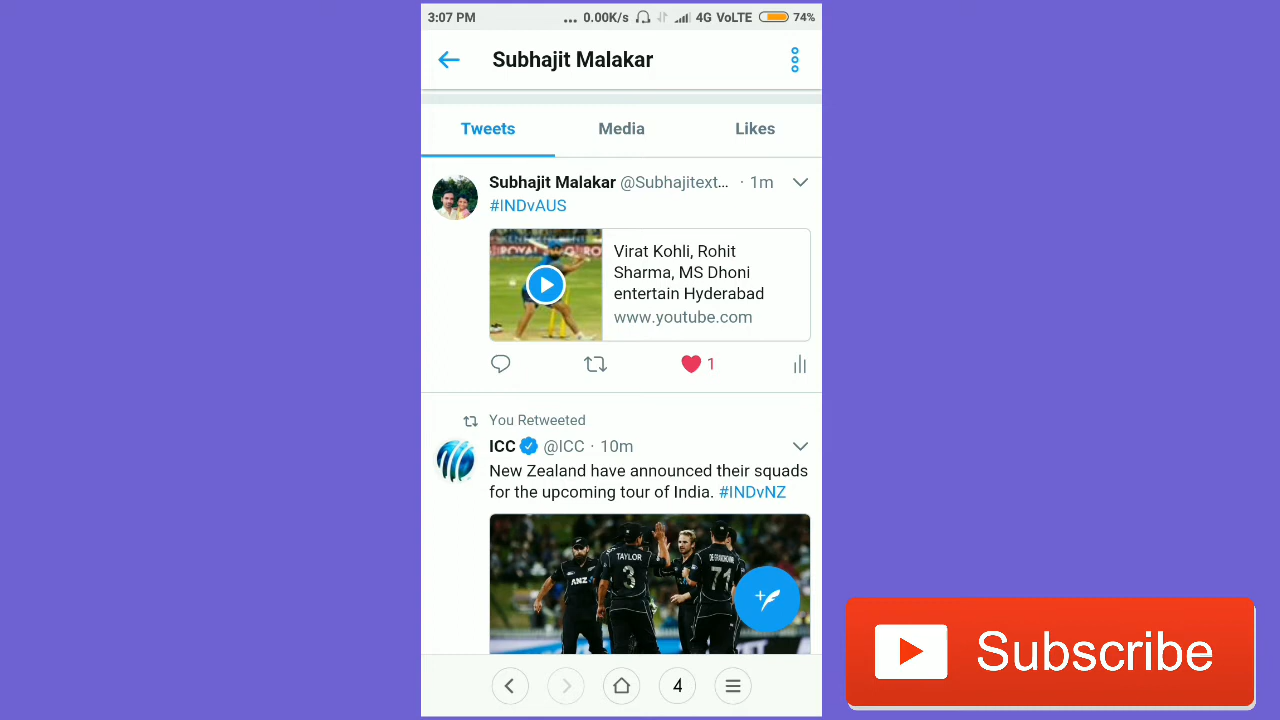 3:07 PM ... 0.00K/s 4G VoLTE 74%
Subhajit Malakar
Tweets Media Likes
Subhajit Malakar @Subhajitext... · 1m
#INDvAUS
Virat Kohli, Rohit
Sharma, MS Dhoni
entertain Hyderabad
www.youtube.com
1
You Retweeted
ICC @ICC · 10m
New Zealand have announced their squads
for the upcoming tour of India. #INDvNZ
TAYLOR
3
ANZ
71
4
Subscribe